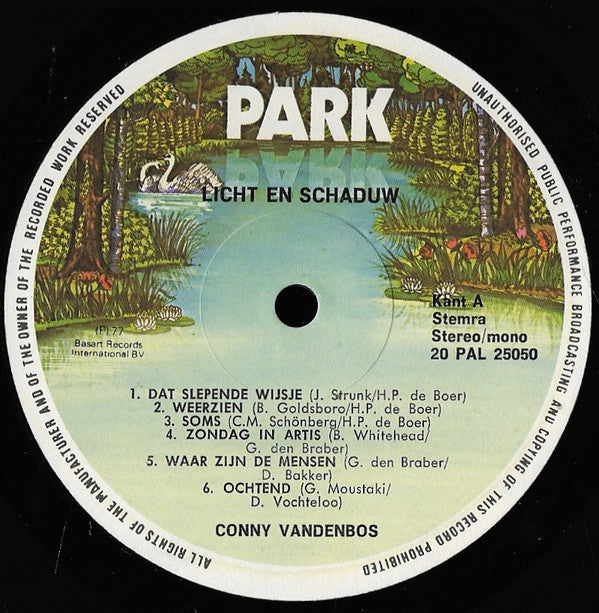 PARK
LICHT EN SCHADUW
Kant A
Stemra
Stereo/mono
20 PAL 25050
(P) 77
Basart Records
International BV
1. DAT SLEPENDE WIJSJE (J. Strunk/H.P. de Boer)
2. WEERZIEN (B. Goldsboro/H.P. de Boer)
3. SOMS (C.M. Schönberg/H.P. de Boer)
4. ZONDAG IN ARTIS (B. Whitehead/
G. den Braber)
5. WAAR ZIJN DE MENSEN (G. den Braber/
D. Bakker)
6. OCHTEND (G. Moustaki/
D. Vochteloo)
CONNY VANDENBOS
ALL RIGHTS OF THE MANUFACTURER AND OF THE OWNER OF THE RECORDED WORK RESERVED
UNAUTHORISED PUBLIC PERFORMANCE BROADCASTING AND COPYING OF THIS RECORD PROHIBITED